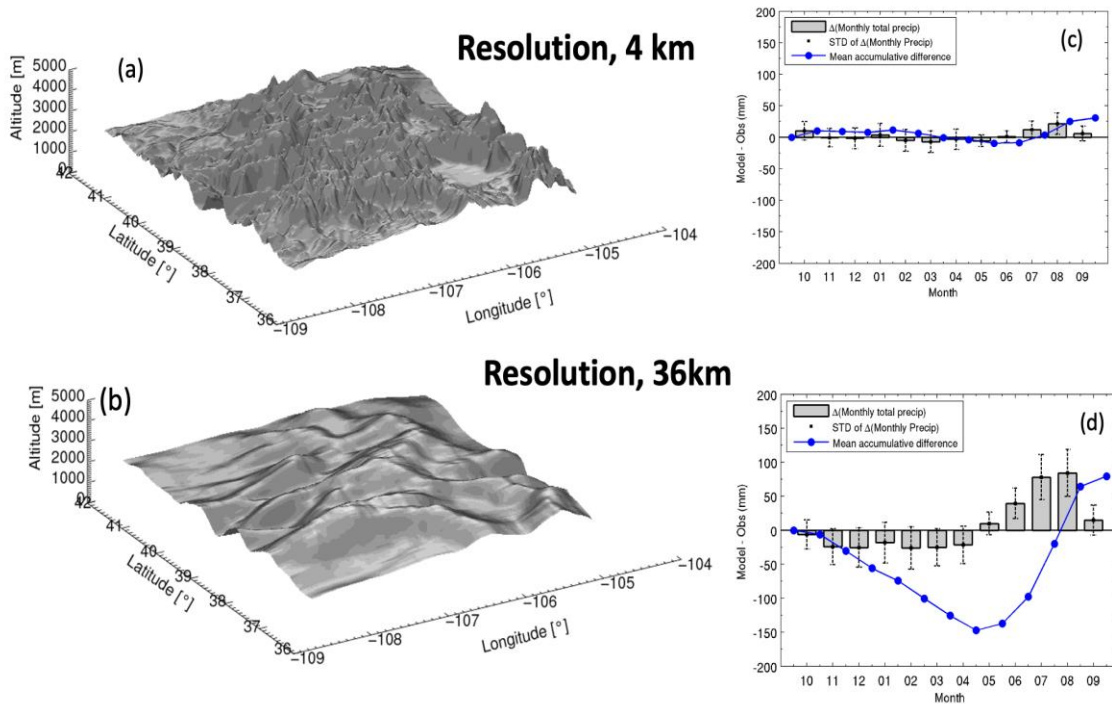 Resolution, 4 km
(a)
Altitude [m]
5000
4000
3000
2000
1000
0
42
41
40
39
38
37
36
Latitude [°]
−109
−108
−107
−106
−105
−104
Longitude [°]
(c)
Δ(Monthly total precip)
STD of Δ(Monthly Precip)
Mean accumulative difference
Model - Obs (mm)
200
150
100
50
0
-50
-100
-150
-200
10 11 12 01 02 03 04 05 06 07 08 09
Month
Resolution, 36km
(b)
Altitude [m]
5000
4000
3000
2000
1000
0
42
41
40
39
38
37
36
Latitude [°]
−109
−108
−107
−106
−105
−104
Longitude [°]
(d)
Δ(Monthly total precip)
STD of Δ(Monthly Precip)
Mean accumulative difference
Model - Obs (mm)
200
150
100
50
0
-50
-100
-150
-200
10 11 12 01 02 03 04 05 06 07 08 09
Month